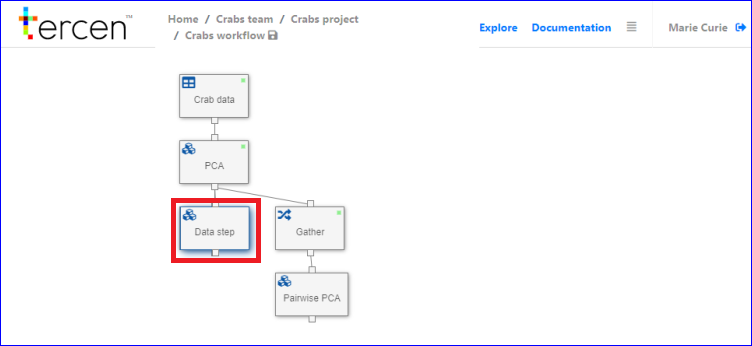 tercen™
Home / Crabs team / Crabs project
/ Crabs workflow
Explore Documentation Marie Curie
Crab data
PCA
Data step Gather
Pairwise PCA